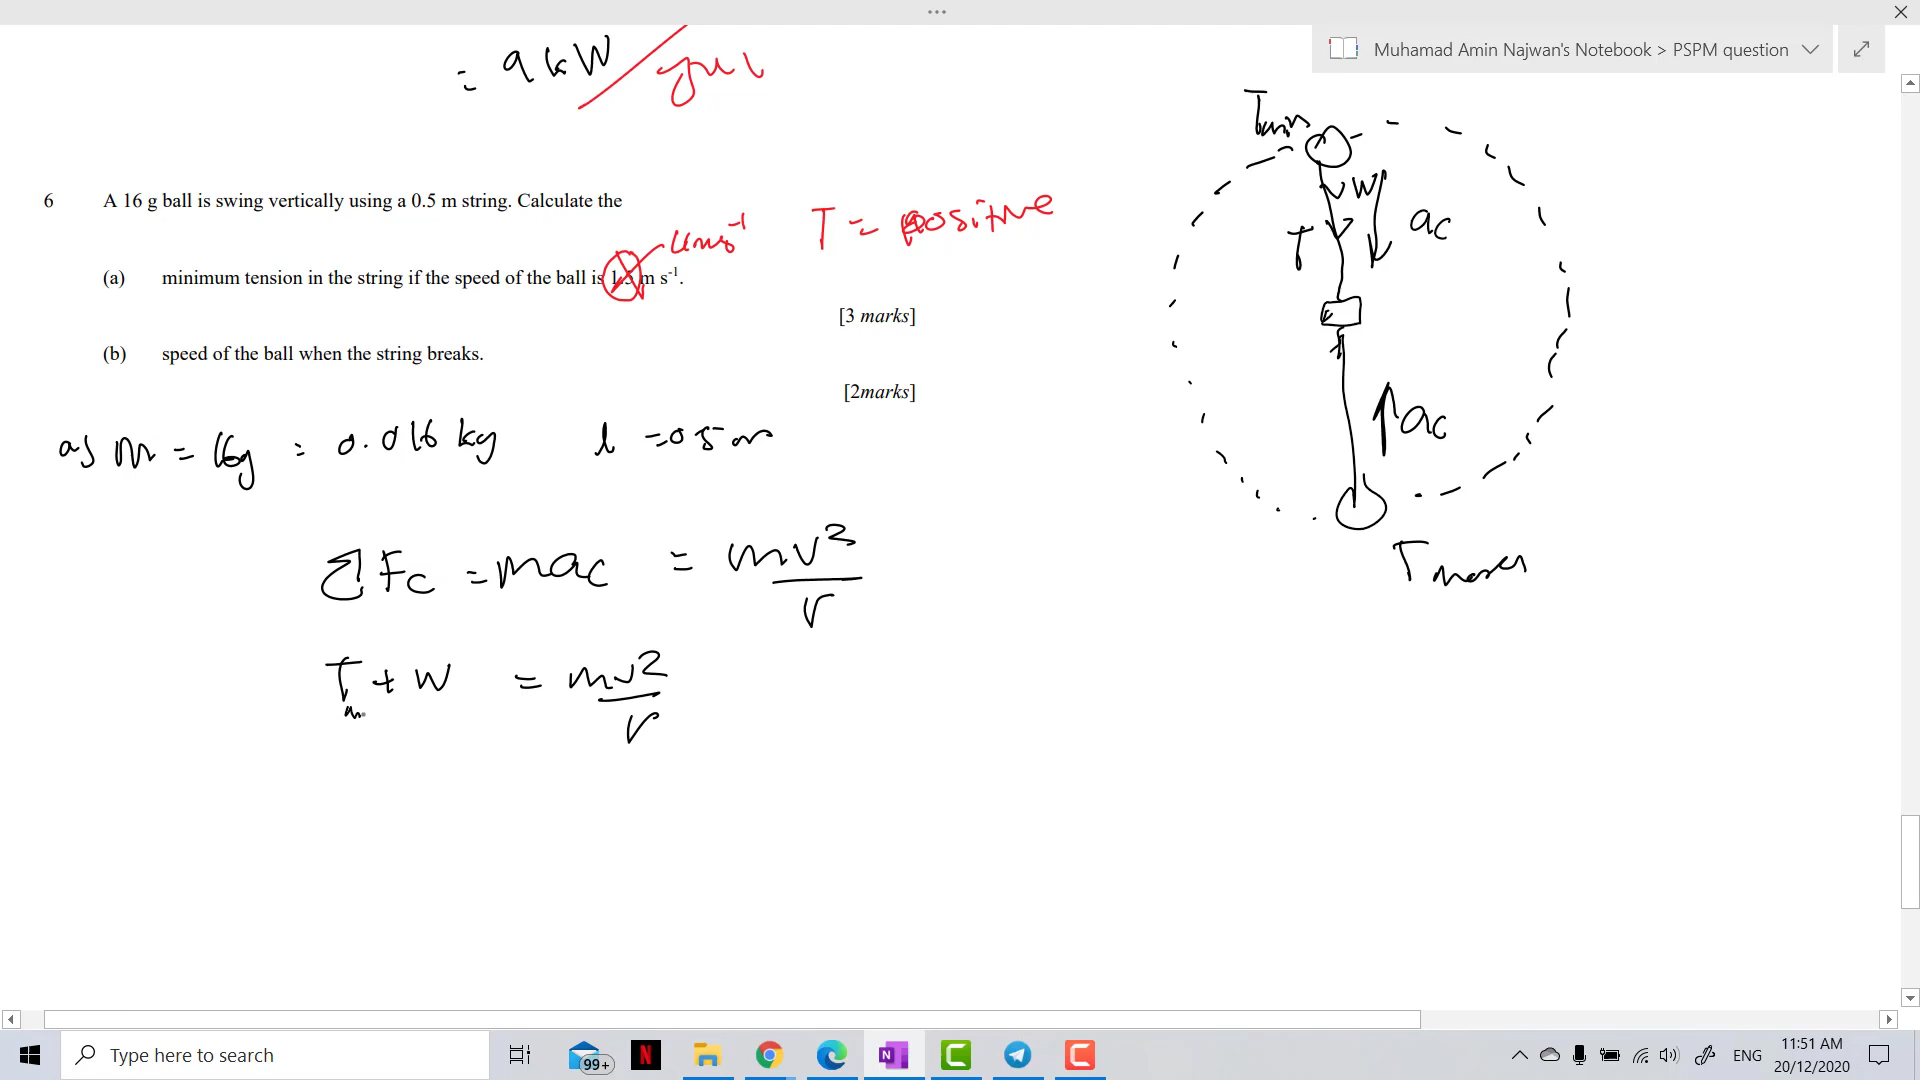 Muhamad Amin Najwan's Notebook > PSPM question
= 9 kW
6 A 16 g ball is swing vertically using a 0.5 m string. Calculate the
T = positive
(a) minimum tension in the string if the speed of the ball is m s⁻¹.
[3 marks]
(b) speed of the ball when the string breaks.
[2marks]
a) m = 16g = 0.016 kg l = 0.5 m
ΣFc = mac = mv²/r
T + W = mv²/r
Tmin
W
T
ac
ac
Tmax
Type here to search
99+
N
N
C
C
ENG
11:51 AM
20/12/2020